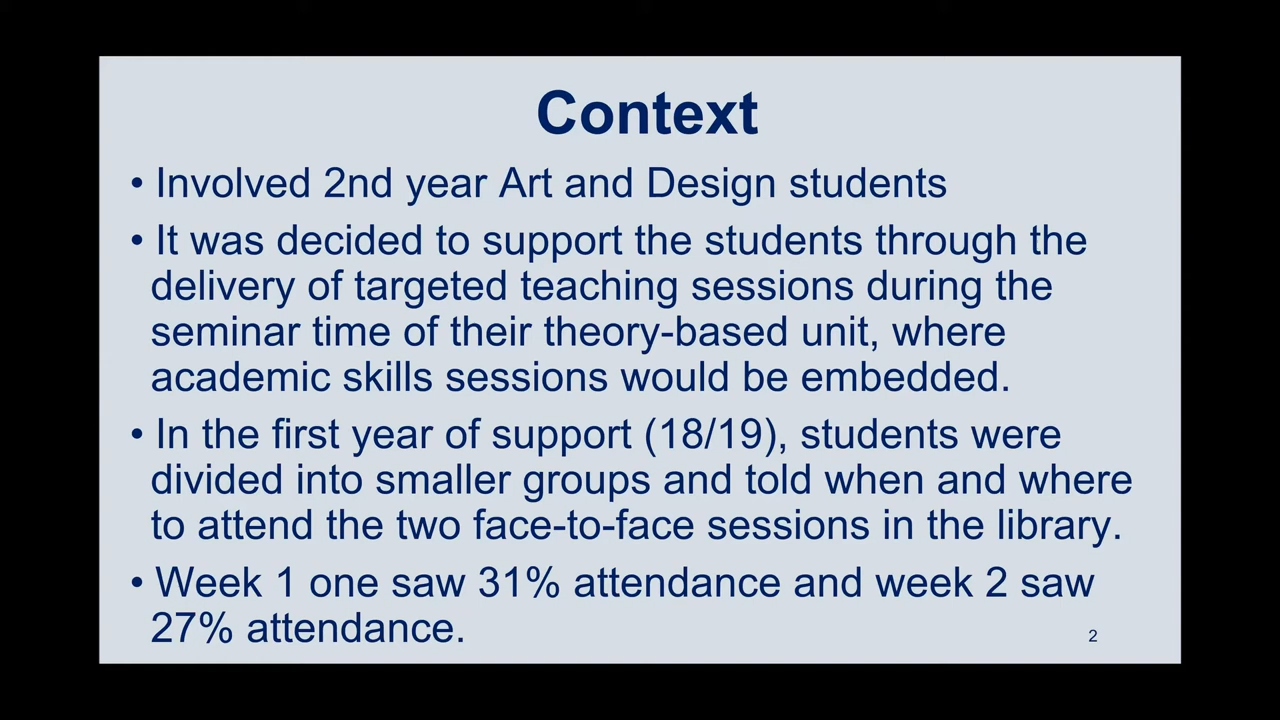 Context
• Involved 2nd year Art and Design students
• It was decided to support the students through the
delivery of targeted teaching sessions during the
seminar time of their theory-based unit, where
academic skills sessions would be embedded.
• In the first year of support (18/19), students were
divided into smaller groups and told when and where
to attend the two face-to-face sessions in the library.
• Week 1 one saw 31% attendance and week 2 saw
27% attendance.
2